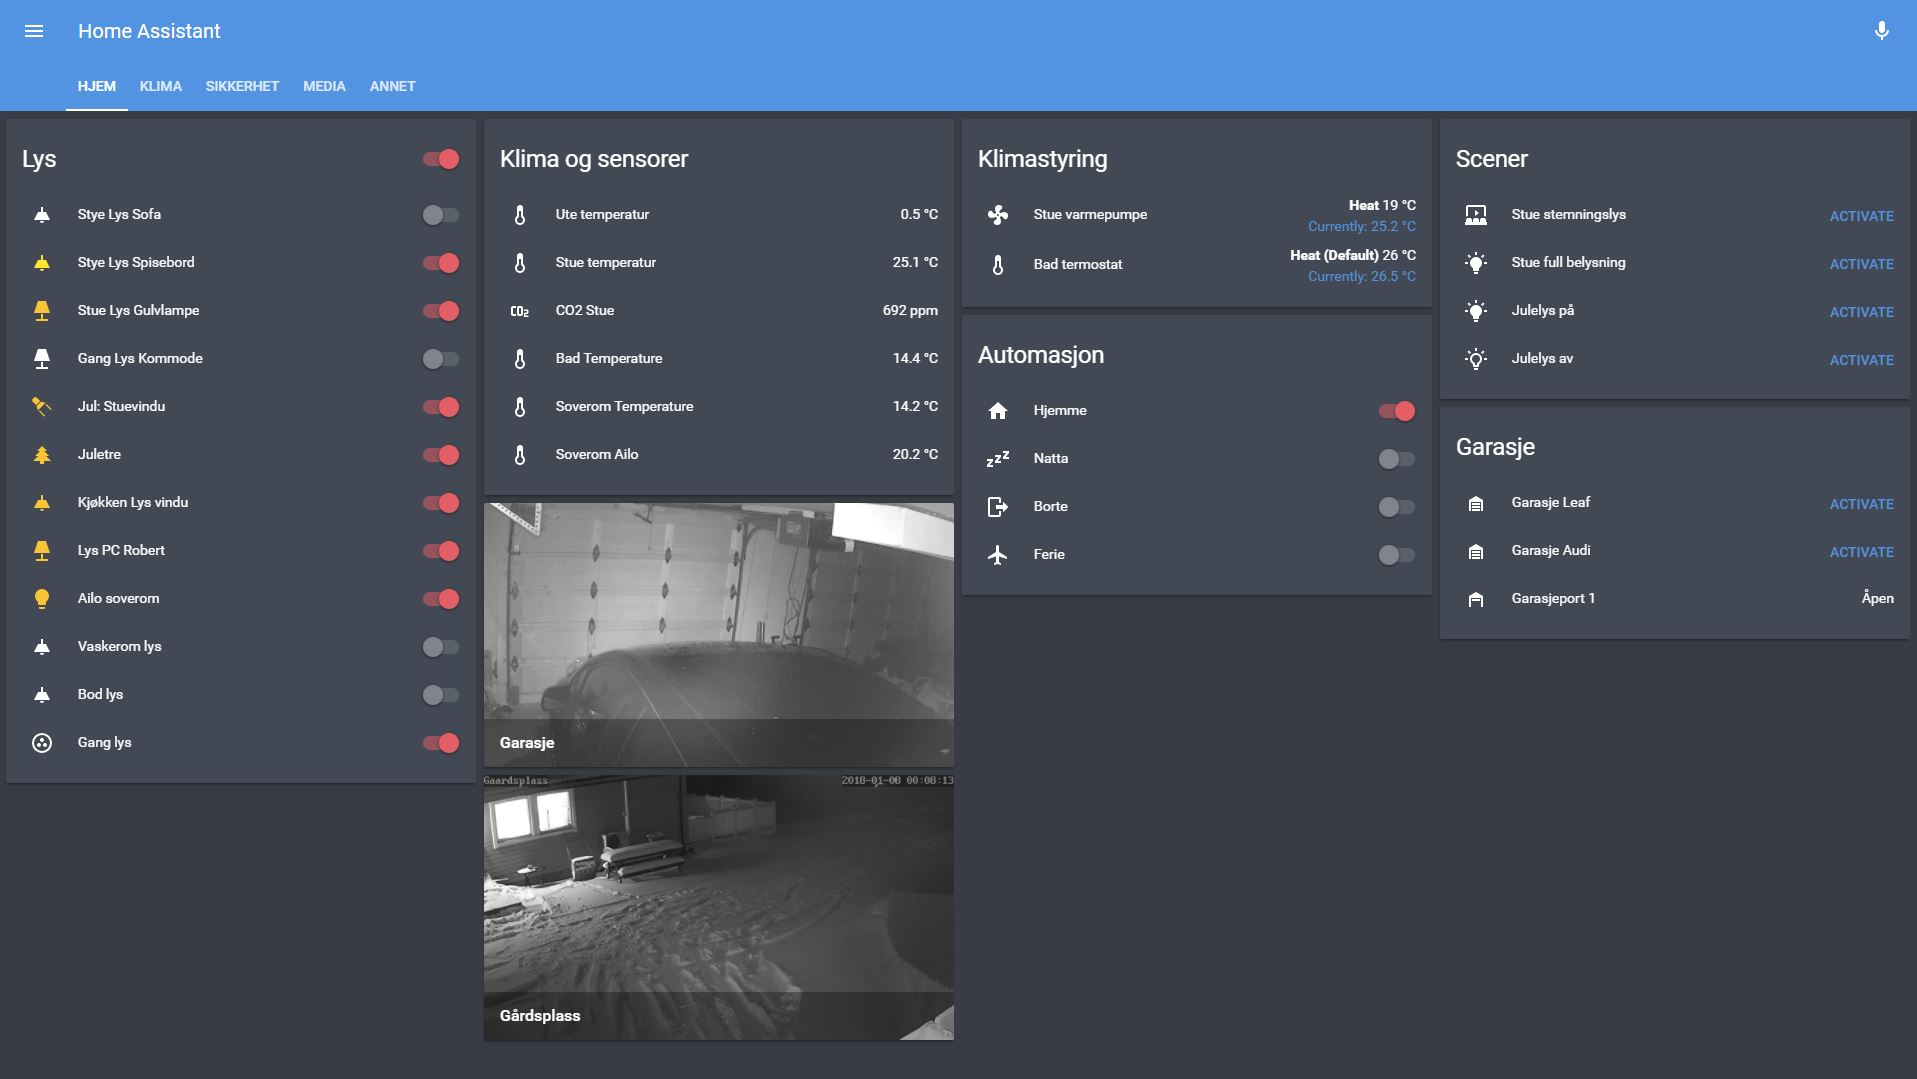 Home Assistant
HJEM KLIMA SIKKERHET MEDIA ANNET
Lys
Stye Lys Sofa
Stye Lys Spisebord
Stue Lys Gulvlampe
Gang Lys Kommode
Jul: Stuevindu
Juletre
Kjøkken Lys vindu
Lys PC Robert
Ailo soverom
Vaskerom lys
Bod lys
Gang lys
Klima og sensorer
Ute temperatur 0.5 °C
Stue temperatur 25.1 °C
CO2 CO2 Stue 692 ppm
Bad Temperature 14.4 °C
Soverom Temperature 14.2 °C
Soverom Ailo 20.2 °C
Garasje
Gaardsplass 2018-01-08 00:08:13
Gårdsplass
Klimastyring
Stue varmepumpe Heat 19 °C
Currently: 25.2 °C
Bad termostat Heat (Default) 26 °C
Currently: 26.5 °C
Automasjon
Hjemme
zzz Natta
Borte
Ferie
Scener
Stue stemningslys ACTIVATE
Stue full belysning ACTIVATE
Julelys på ACTIVATE
Julelys av ACTIVATE
Garasje
Garasje Leaf ACTIVATE
Garasje Audi ACTIVATE
Garasjeport 1 Åpen